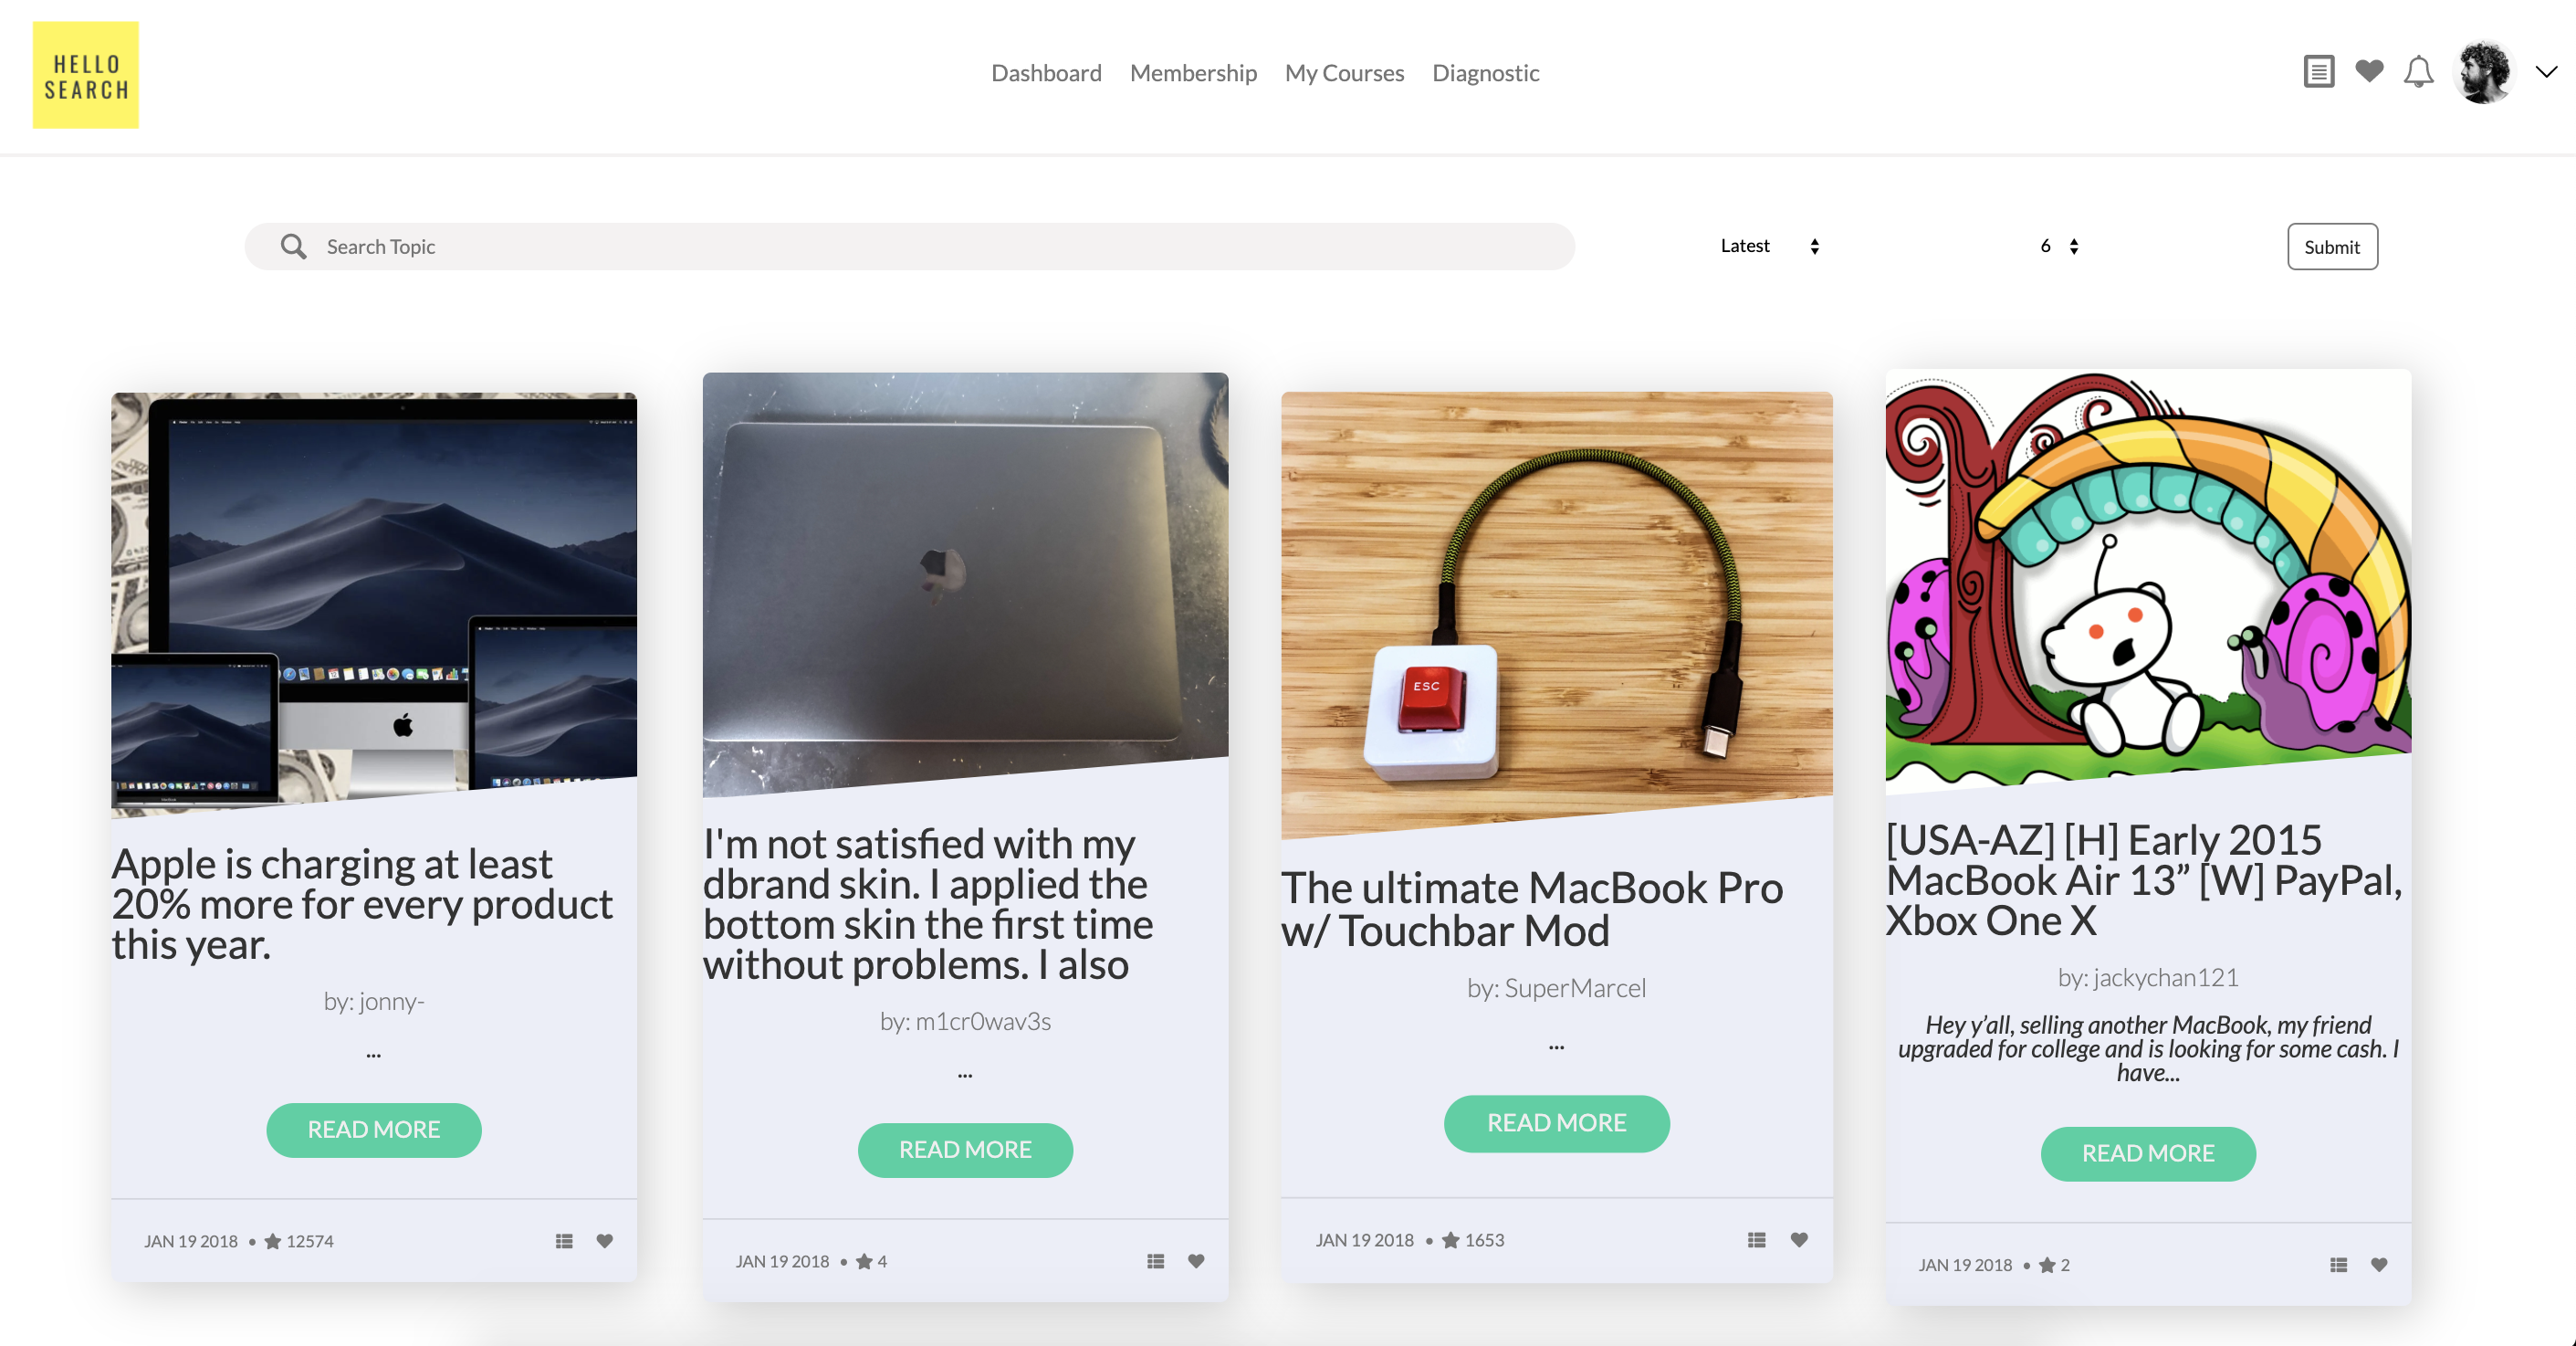 HELLO
SEARCH
Dashboard Membership My Courses Diagnostic
Search Topic
Latest
6
Submit
Apple is charging at least
20% more for every product
this year.
by: jonny-
...
READ MORE
JAN 19 2018 • 12574
I'm not satisfied with my
dbrand skin. I applied the
bottom skin the first time
without problems. I also
by: m1cr0wav3s
...
READ MORE
JAN 19 2018 • 4
ESC
The ultimate MacBook Pro
w/ Touchbar Mod
by: SuperMarcel
...
READ MORE
JAN 19 2018 • 1653
[USA-AZ] [H] Early 2015
MacBook Air 13” [W] PayPal,
Xbox One X
by: jackychan121
Hey y’all, selling another MacBook, my friend
upgraded for college and is looking for some cash. I
have...
READ MORE
JAN 19 2018 • 2